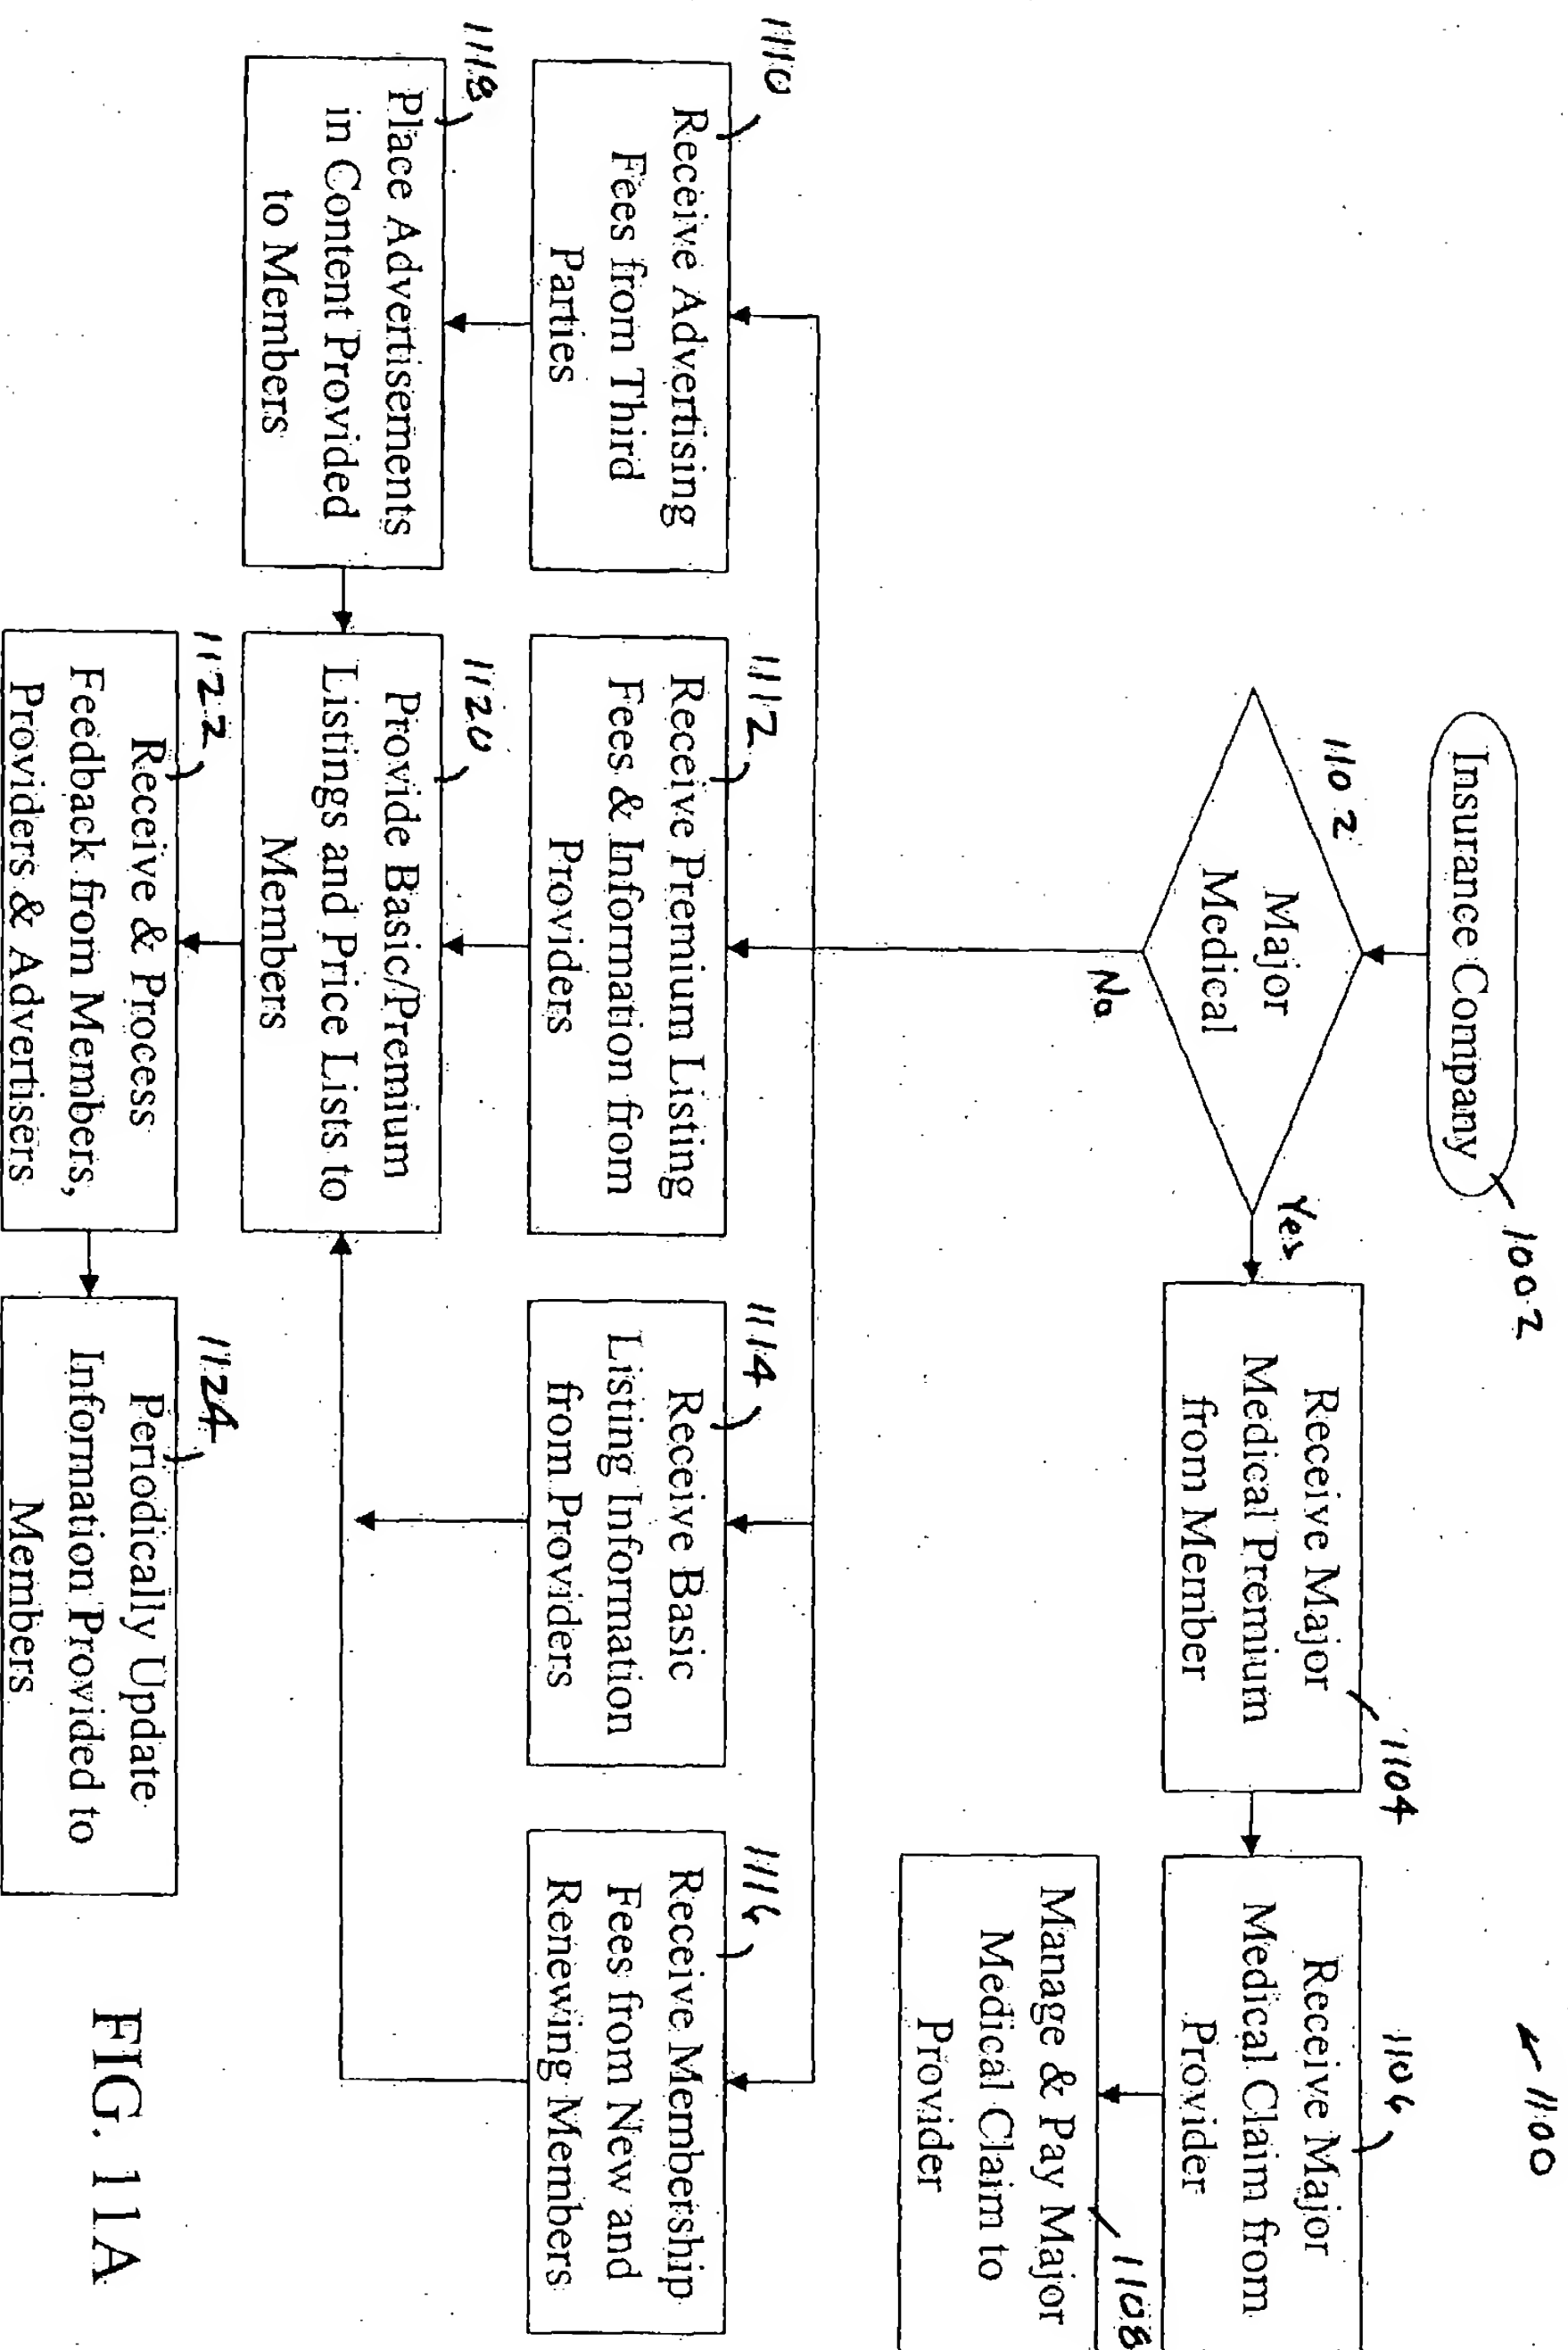 1100
Insurance Company
1002
1102
Major
Medical
Yes
No
Receive Major
Medical Premium
from Member
1104
Receive Major
Medical Claim from
Provider
1106
Manage & Pay Major
Medical Claim to
Provider
1108
1110
Receive Advertising
Fees from Third
Parties
1112
Receive Premium Listing
Fees & Information from
Providers
1114
Receive Basic
Listing Information
from Providers
1116
Receive Membership
Fees from New and
Renewing Members
1118
Place Advertisements
in Content Provided
to Members
1120
Provide Basic/Premium
Listings and Price Lists to
Members
1122
Receive & Process
Feedback from Members,
Providers & Advertisers
1124
Periodically Update
Information Provided to
Members
FIG. 11A